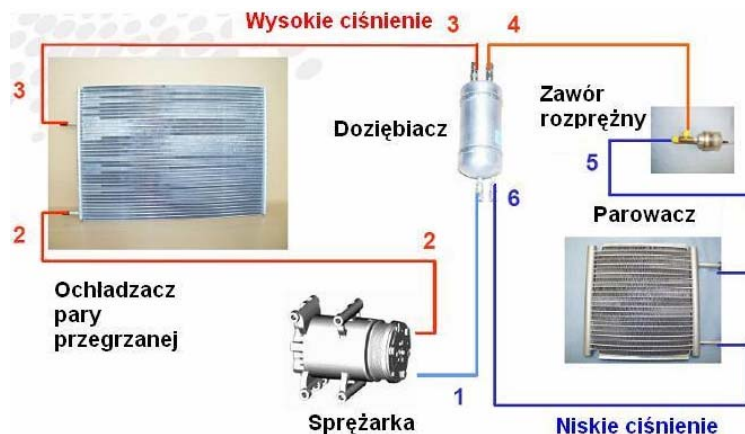 Wysokie ciśnienie
3
4
3
Doziębiacz
Zawór
rozprężny
5
6
Parowacz
2
2
Ochładzacz
pary
przegrzanej
1
Sprężarka
Niskie ciśnienie